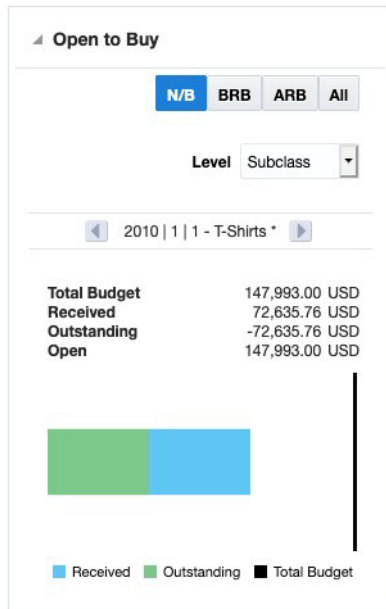 Open to Buy
N/B BRB ARB All
Level Subclass
2010 | 1 | 1 - T-Shirts *
Total Budget 147,993.00 USD
Received 72,635.76 USD
Outstanding -72,635.76 USD
Open 147,993.00 USD
Received Outstanding Total Budget